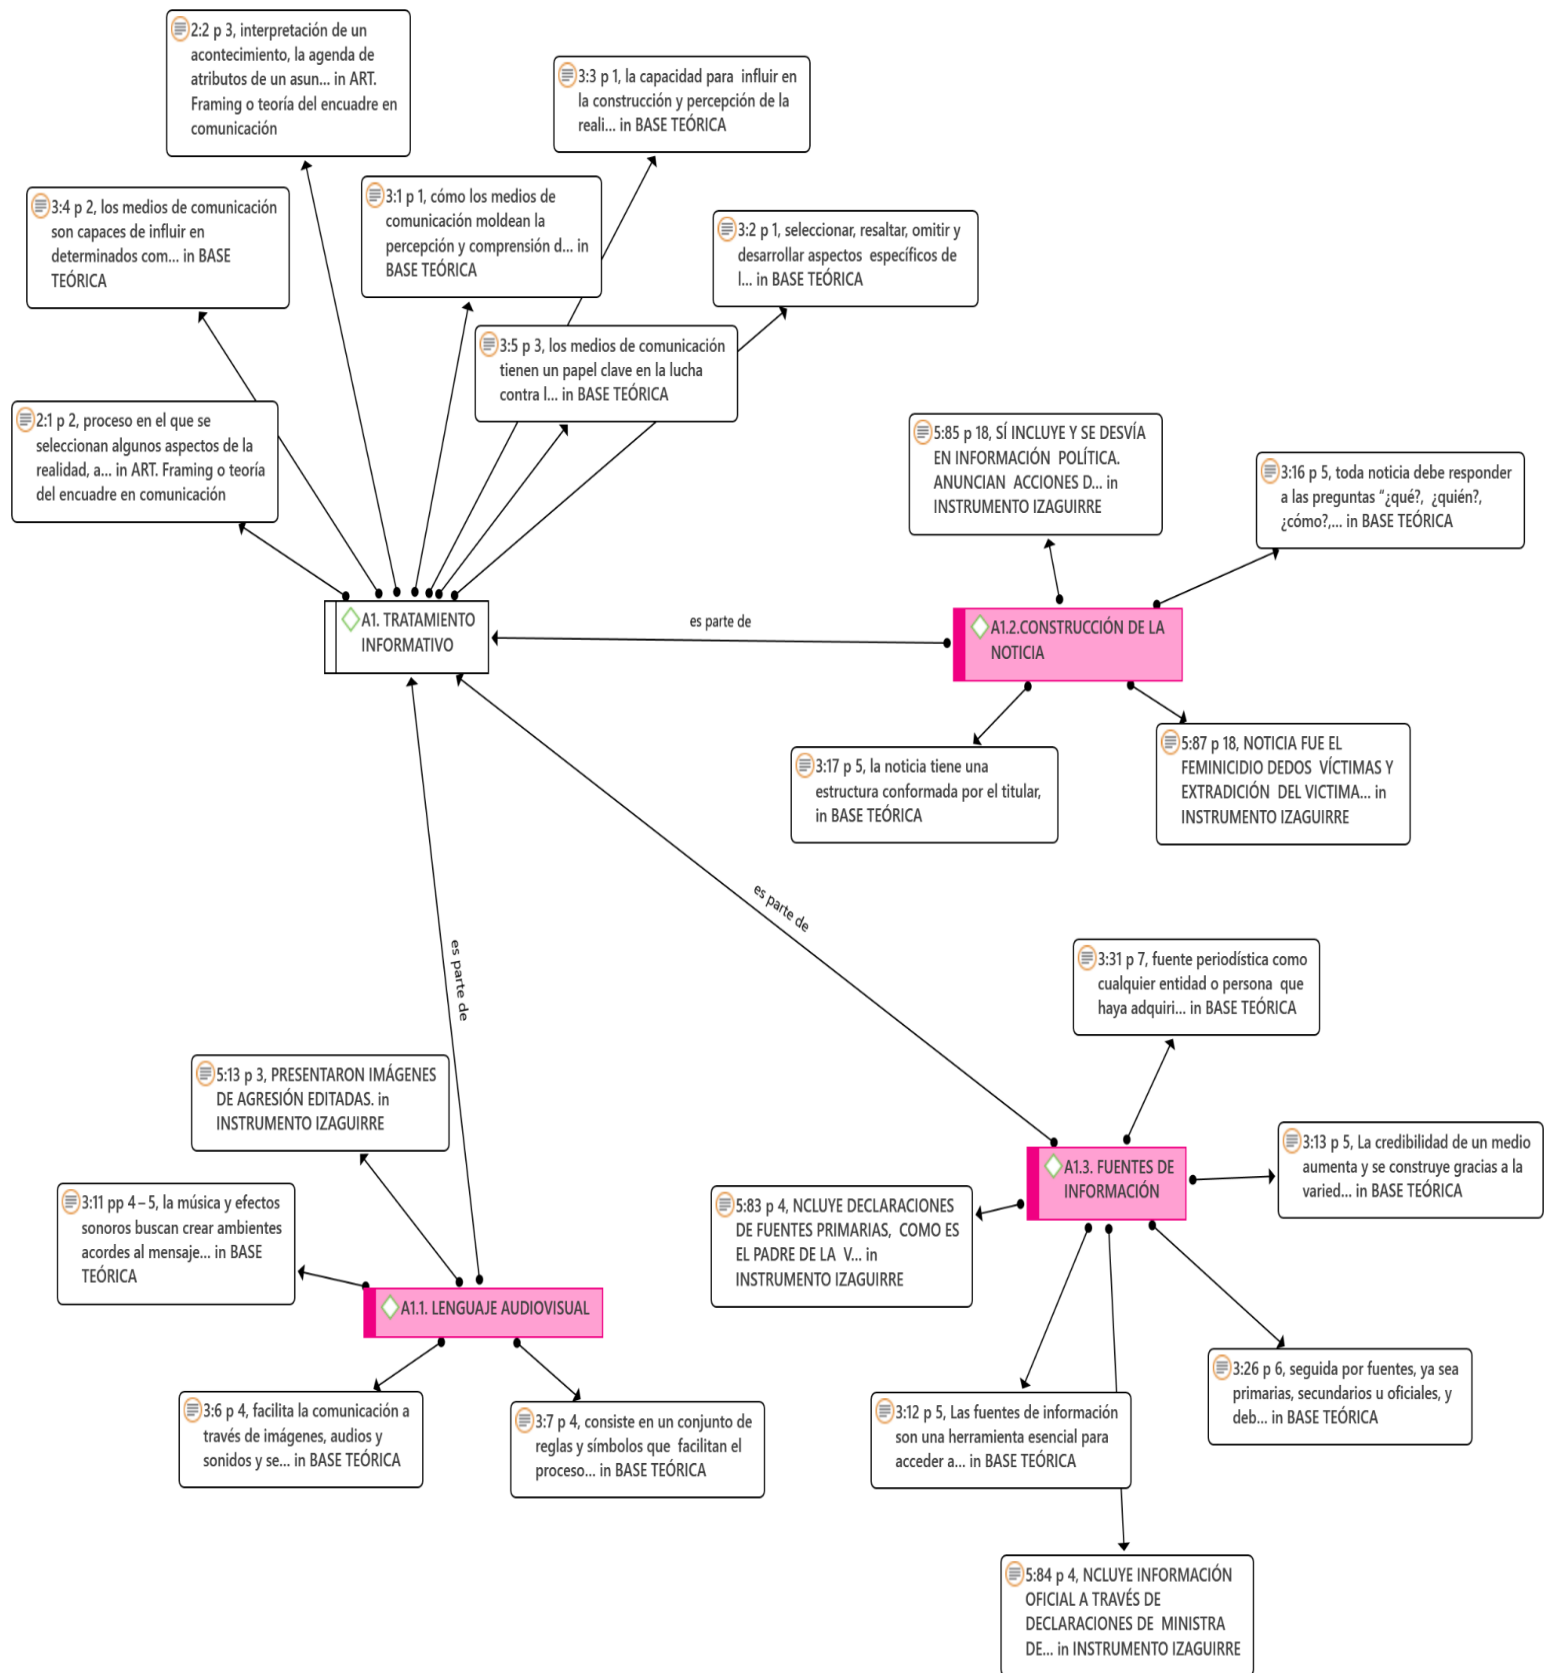 2:2 p 3, interpretación de un
acontecimiento, la agenda de
atributos de un asun... in ART.
Framing o teoría del encuadre en
comunicación
3:3 p 1, la capacidad para  influir en
la construcción y percepción de la
reali... in BASE TEÓRICA
3:4 p 2, los medios de comunicación
son capaces de influir en
determinados com... in BASE
TEÓRICA
3:1 p 1, cómo los medios de
comunicación moldean la
percepción y comprensión d... in
BASE TEÓRICA
3:2 p 1, seleccionar, resaltar, omitir y
desarrollar aspectos  específicos de
l... in BASE TEÓRICA
3:5 p 3, los medios de comunicación
tienen un papel clave en la lucha
contra l... in BASE TEÓRICA
2:1 p 2, proceso en el que se
seleccionan algunos aspectos de la
realidad, a... in ART. Framing o teoría
del encuadre en comunicación
5:85 p 18, SÍ INCLUYE Y SE DESVÍA
EN INFORMACIÓN  POLÍTICA.
ANUNCIAN  ACCIONES D... in
INSTRUMENTO IZAGUIRRE
3:16 p 5, toda noticia debe responder
a las preguntas “¿qué?,  ¿quién?,
¿cómo?,... in BASE TEÓRICA
A1. TRATAMIENTO
INFORMATIVO
es parte de
A1.2.CONSTRUCCIÓN DE LA
NOTICIA
3:17 p 5, la noticia tiene una
estructura conformada por el titular,
in BASE TEÓRICA
5:87 p 18, NOTICIA FUE EL
FEMINICIDIO DEDOS  VÍCTIMAS Y
EXTRADICIÓN  DEL VICTIMA... in
INSTRUMENTO IZAGUIRRE
es parte de
es parte de
3:31 p 7, fuente periodística como
cualquier entidad o persona  que
haya adquiri... in BASE TEÓRICA
5:13 p 3, PRESENTARON IMÁGENES
DE AGRESIÓN EDITADAS. in
INSTRUMENTO IZAGUIRRE
3:13 p 5, La credibilidad de un medio
aumenta y se construye gracias a la
varied... in BASE TEÓRICA
A1.3. FUENTES DE
INFORMACIÓN
3:11 pp 4 – 5, la música y efectos
sonoros buscan crear ambientes
acordes al mensaje... in BASE
TEÓRICA
5:83 p 4, NCLUYE DECLARACIONES
DE FUENTES PRIMARIAS,  COMO ES
EL PADRE DE LA  V... in
INSTRUMENTO IZAGUIRRE
A1.1. LENGUAJE AUDIOVISUAL
3:26 p 6, seguida por fuentes, ya sea
primarias, secundarios u oficiales, y
deb... in BASE TEÓRICA
3:6 p 4, facilita la comunicación a
través de imágenes, audios y
sonidos y se... in BASE TEÓRICA
3:7 p 4, consiste en un conjunto de
reglas y símbolos que  facilitan el
proceso... in BASE TEÓRICA
3:12 p 5, Las fuentes de información
son una herramienta esencial para
acceder a... in BASE TEÓRICA
5:84 p 4, NCLUYE INFORMACIÓN
OFICIAL A TRAVÉS DE
DECLARACIONES DE  MINISTRA
DE... in INSTRUMENTO IZAGUIRRE